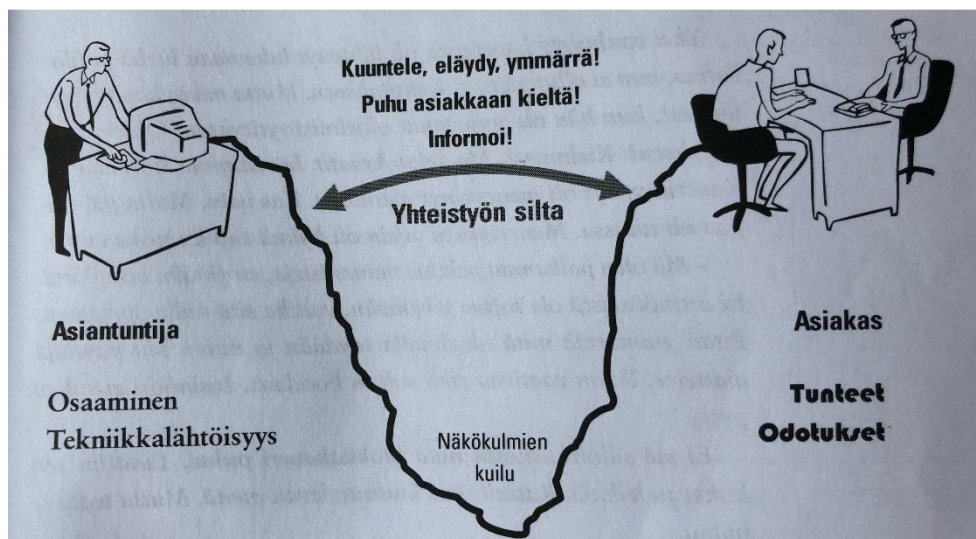 Kuuntele, eläydy, ymmärrä!
Puhu asiakkaan kieltä!
Informoi!
Yhteistyön silta
Asiantuntija
Osaaminen
Tekniikkalähtöisyys
Näkökulmien
kuilu
Asiakas
Tunteet
Odotukset